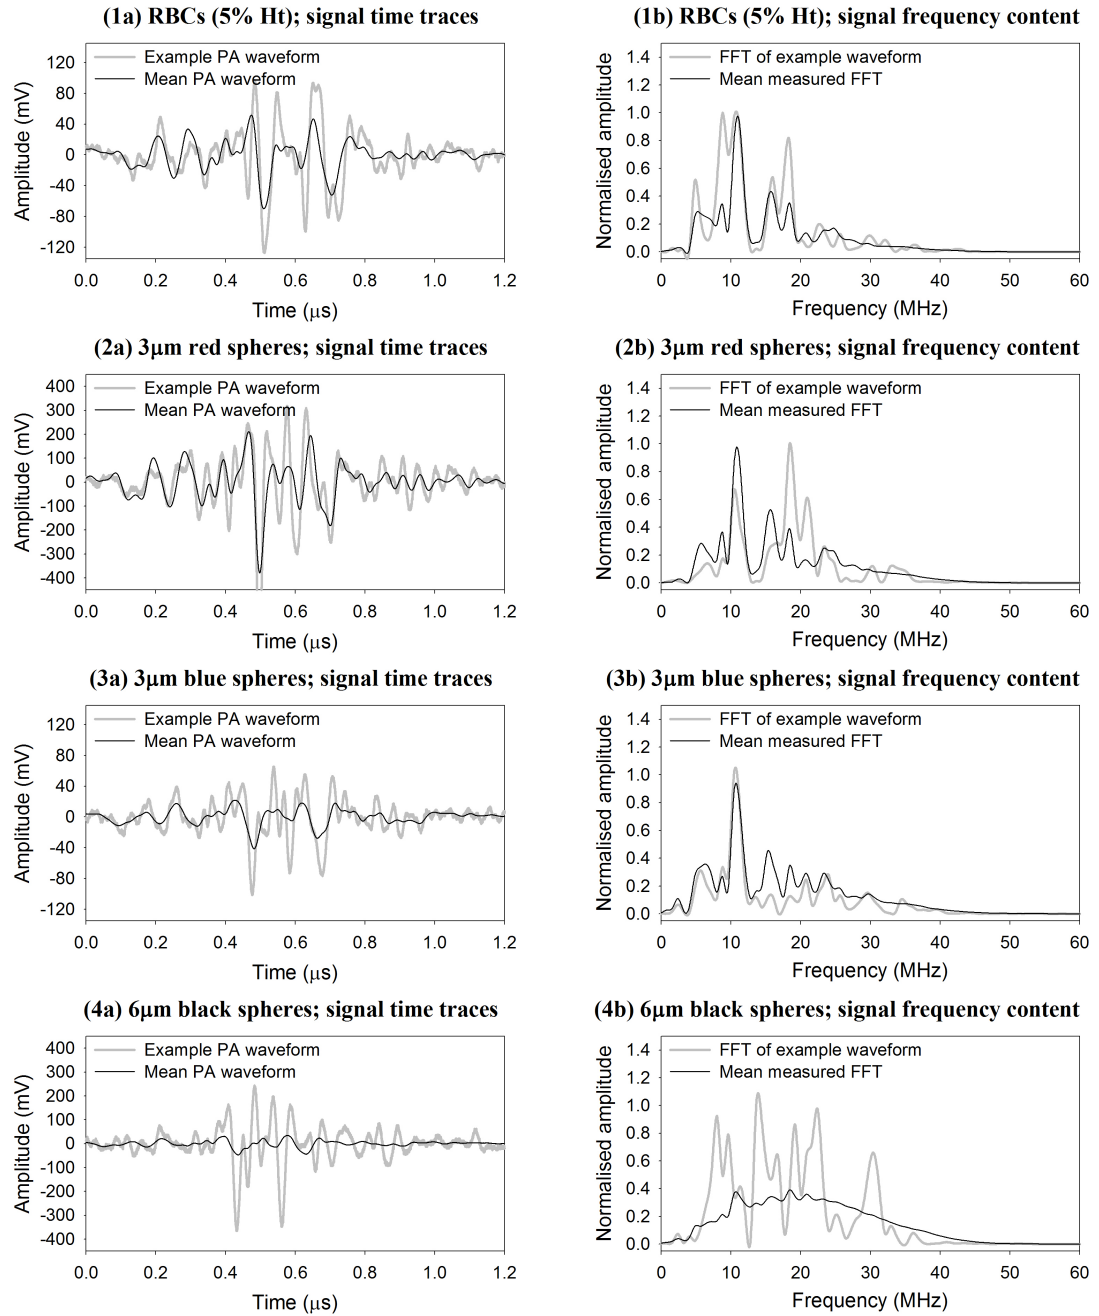 (1a) RBCs (5% Ht); signal time traces
Example PA waveform
Mean PA waveform
Amplitude (mV)
120
80
40
0
-40
-80
-120
0.0 0.2 0.4 0.6 0.8 1.0 1.2
Time (μs)
(1b) RBCs (5% Ht); signal frequency content
FFT of example waveform
Mean measured FFT
Normalised amplitude
1.4
1.2
1.0
0.8
0.6
0.4
0.2
0.0
0 10 20 30 40 50 60
Frequency (MHz)
(2a) 3μm red spheres; signal time traces
Example PA waveform
Mean PA waveform
Amplitude (mV)
400
300
200
100
0
-100
-200
-300
-400
0.0 0.2 0.4 0.6 0.8 1.0 1.2
Time (μs)
(2b) 3μm red spheres; signal frequency content
FFT of example waveform
Mean measured FFT
Normalised amplitude
1.4
1.2
1.0
0.8
0.6
0.4
0.2
0.0
0 10 20 30 40 50 60
Frequency (MHz)
(3a) 3μm blue spheres; signal time traces
Example PA waveform
Mean PA waveform
Amplitude (mV)
120
80
40
0
-40
-80
-120
0.0 0.2 0.4 0.6 0.8 1.0 1.2
Time (μs)
(3b) 3μm blue spheres; signal frequency content
FFT of example waveform
Mean measured FFT
Normalised amplitude
1.4
1.2
1.0
0.8
0.6
0.4
0.2
0.0
0 10 20 30 40 50 60
Frequency (MHz)
(4a) 6μm black spheres; signal time traces
Example PA waveform
Mean PA waveform
Amplitude (mV)
400
300
200
100
0
-100
-200
-300
-400
0.0 0.2 0.4 0.6 0.8 1.0 1.2
Time (μs)
(4b) 6μm black spheres; signal frequency content
FFT of example waveform
Mean measured FFT
Normalised amplitude
1.4
1.2
1.0
0.8
0.6
0.4
0.2
0.0
0 10 20 30 40 50 60
Frequency (MHz)